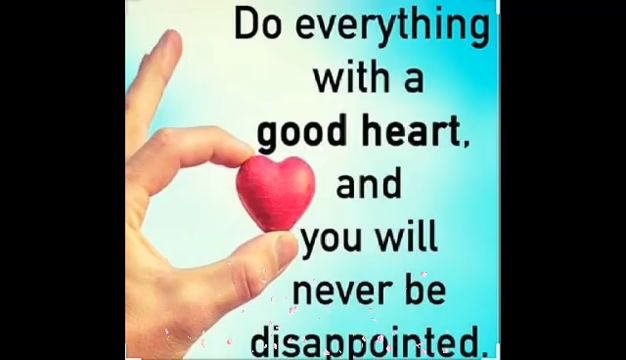 Do everything
with a
good heart,
and
you will
never be
disappointed.